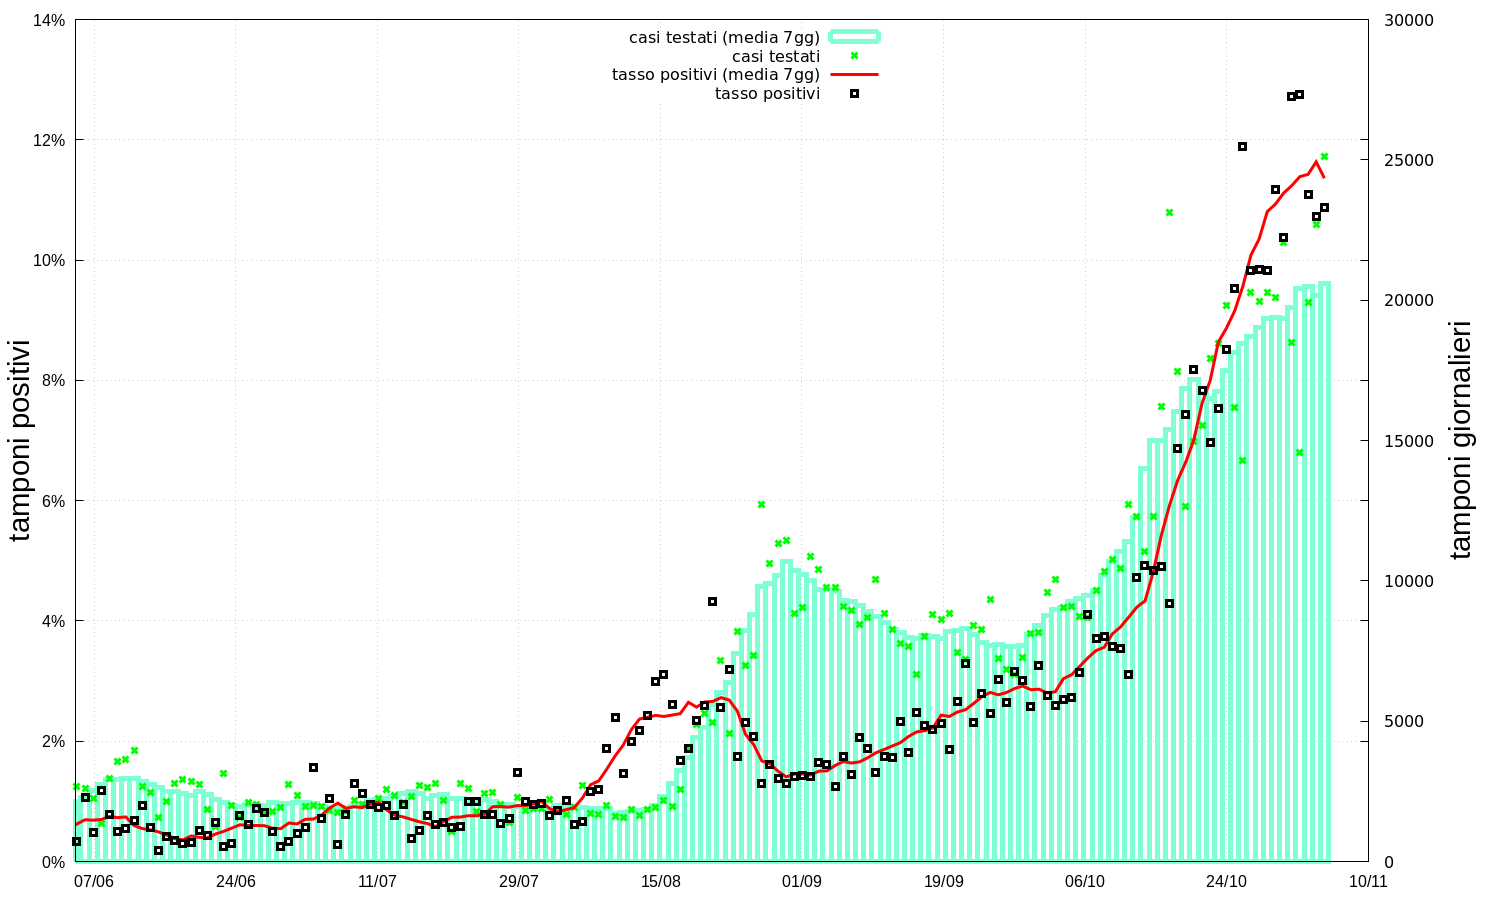 casi testati (media 7gg)
casi testati
tasso positivi (media 7gg)
tasso positivi
14%
12%
10%
8%
6%
4%
2%
0%
tamponi positivi
30000
25000
20000
15000
10000
5000
0
tamponi giornalieri
07/06 24/06 11/07 29/07 15/08 01/09 19/09 06/10 24/10 10/11